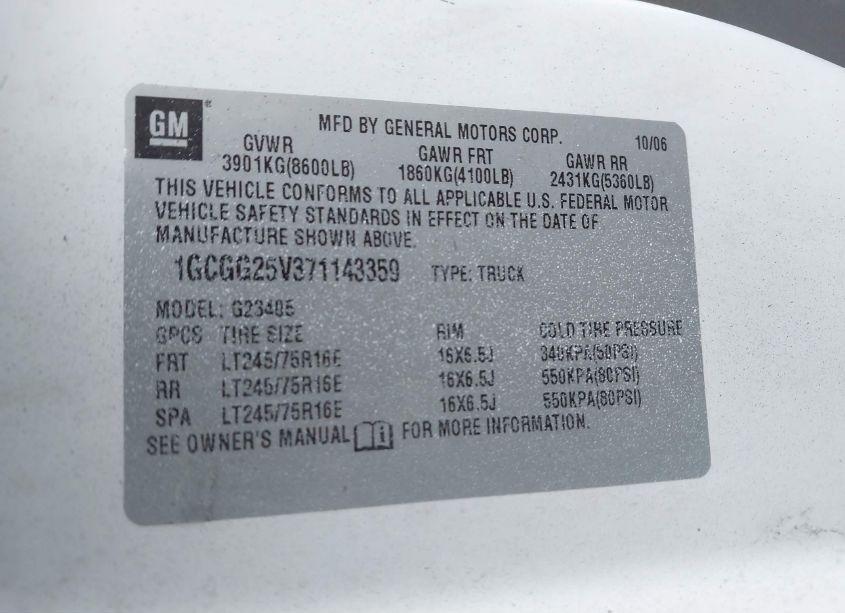 GM
MFD BY GENERAL MOTORS CORP. 10/06
GVWR GAWR FRT GAWR RR
3901KG(8600LB) 1860KG(4100LB) 2431KG(5360LB)
THIS VEHICLE CONFORMS TO ALL APPLICABLE U.S. FEDERAL MOTOR
VEHICLE SAFETY STANDARDS IN EFFECT ON THE DATE OF
MANUFACTURE SHOWN ABOVE.
1GCGG25V371143359 TYPE: TRUCK
MODEL: G23405
GPCS TIRE SIZE RIM COLD TIRE PRESSURE
FRT LT245/75R16E 16X6.5J 340KPA(50PSI)
RR LT245/75R16E 16X6.5J 550KPA(80PSI)
SPA LT245/75R16E 16X6.5J 550KPA(80PSI)
SEE OWNER'S MANUAL FOR MORE INFORMATION.